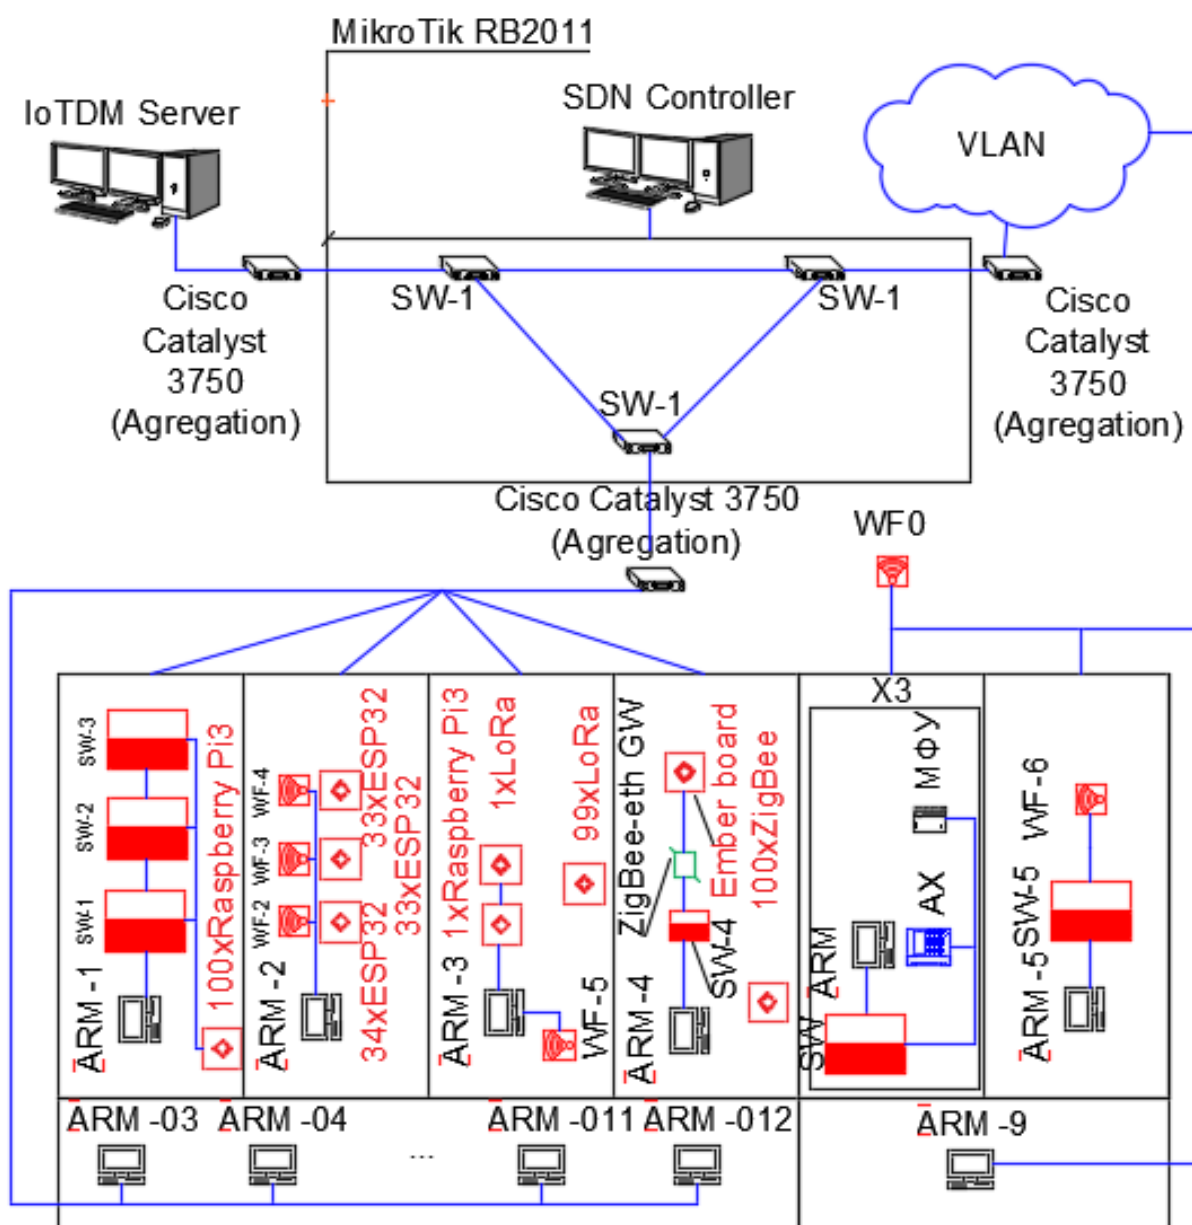 MikroTik RB2011
IoTDM Server
SDN Controller
VLAN
SW-1
SW-1
Cisco
Catalyst
3750
(Agregation)
Cisco
Catalyst
3750
(Agregation)
SW-1
Cisco Catalyst 3750
(Agregation)
WF0
SW-3
SW-2
SW-1
ARM -1
100xRaspberry Pi3
WF-4
WF-3
WF-2
ARM -2
33xESP32
34xESP32
33xESP32
1xRaspberry Pi3
ARM -3
1xLoRa
99xLoRa
WF-5
ZigBee-eth GW
ARM -4
SW-4
Ember board
100xZigBee
X3
МФУ
AX
ARM
SW
WF-6
SW-5
ARM -5
ARM -03
ARM -04
...
ARM -011
ARM -012
ARM -9